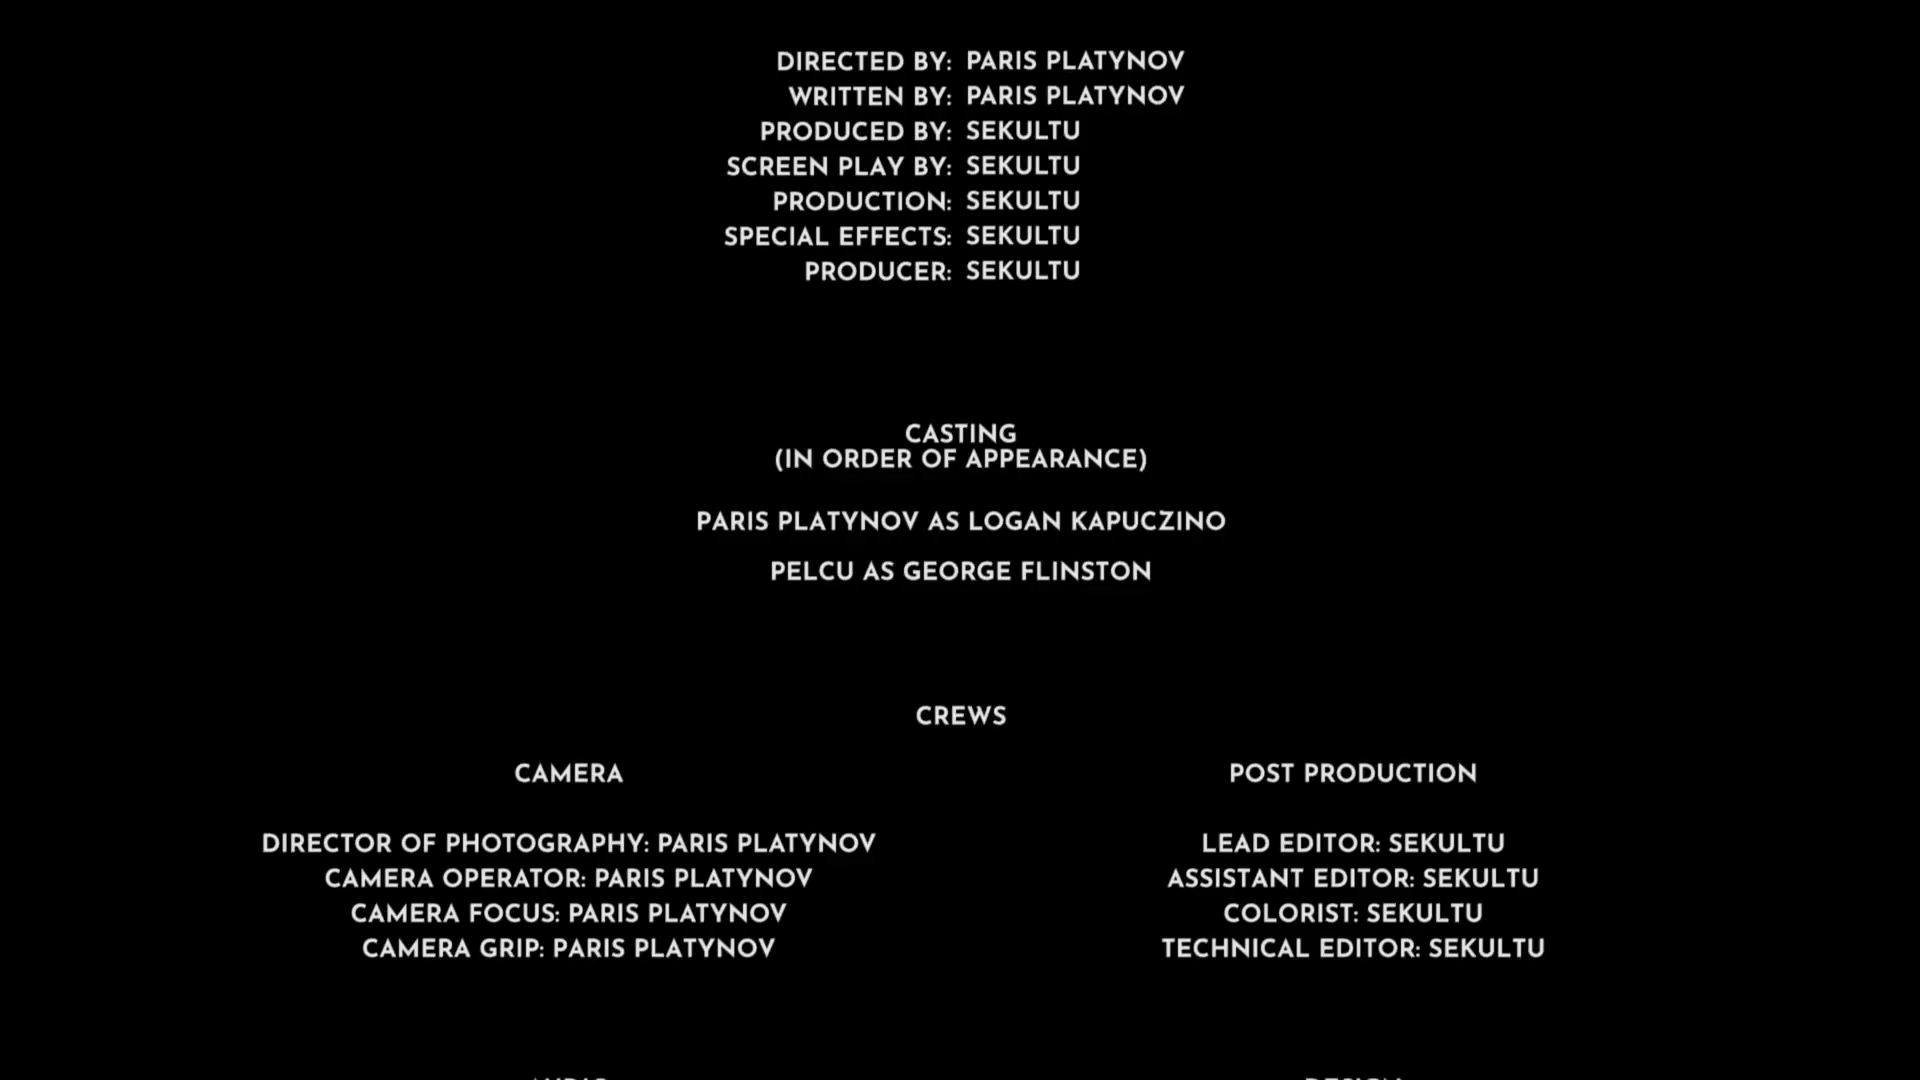 DIRECTED BY: PARIS PLATYNOV
WRITTEN BY: PARIS PLATYNOV
PRODUCED BY: SEKULTU
SCREEN PLAY BY: SEKULTU
PRODUCTION: SEKULTU
SPECIAL EFFECTS: SEKULTU
PRODUCER: SEKULTU
CASTING
(IN ORDER OF APPEARANCE)
PARIS PLATYNOV AS LOGAN KAPUCZINO
PELCU AS GEORGE FLINSTON
CREWS
CAMERA
DIRECTOR OF PHOTOGRAPHY: PARIS PLATYNOV
CAMERA OPERATOR: PARIS PLATYNOV
CAMERA FOCUS: PARIS PLATYNOV
CAMERA GRIP: PARIS PLATYNOV
POST PRODUCTION
LEAD EDITOR: SEKULTU
ASSISTANT EDITOR: SEKULTU
COLORIST: SEKULTU
TECHNICAL EDITOR: SEKULTU